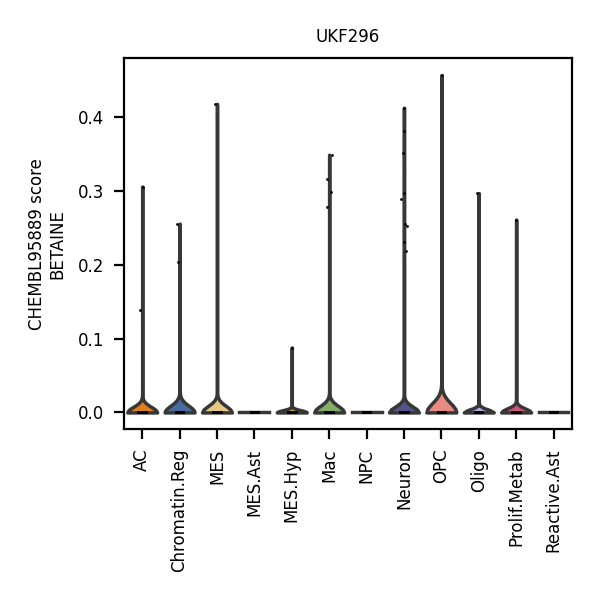 UKF296
CHEMBL95889 score
BETAINE
0.4
0.3
0.2
0.1
0.0
AC
Chromatin.Reg
MES
MES.Ast
MES.Hyp
Mac
NPC
Neuron
OPC
Oligo
Prolif.Metab
Reactive.Ast